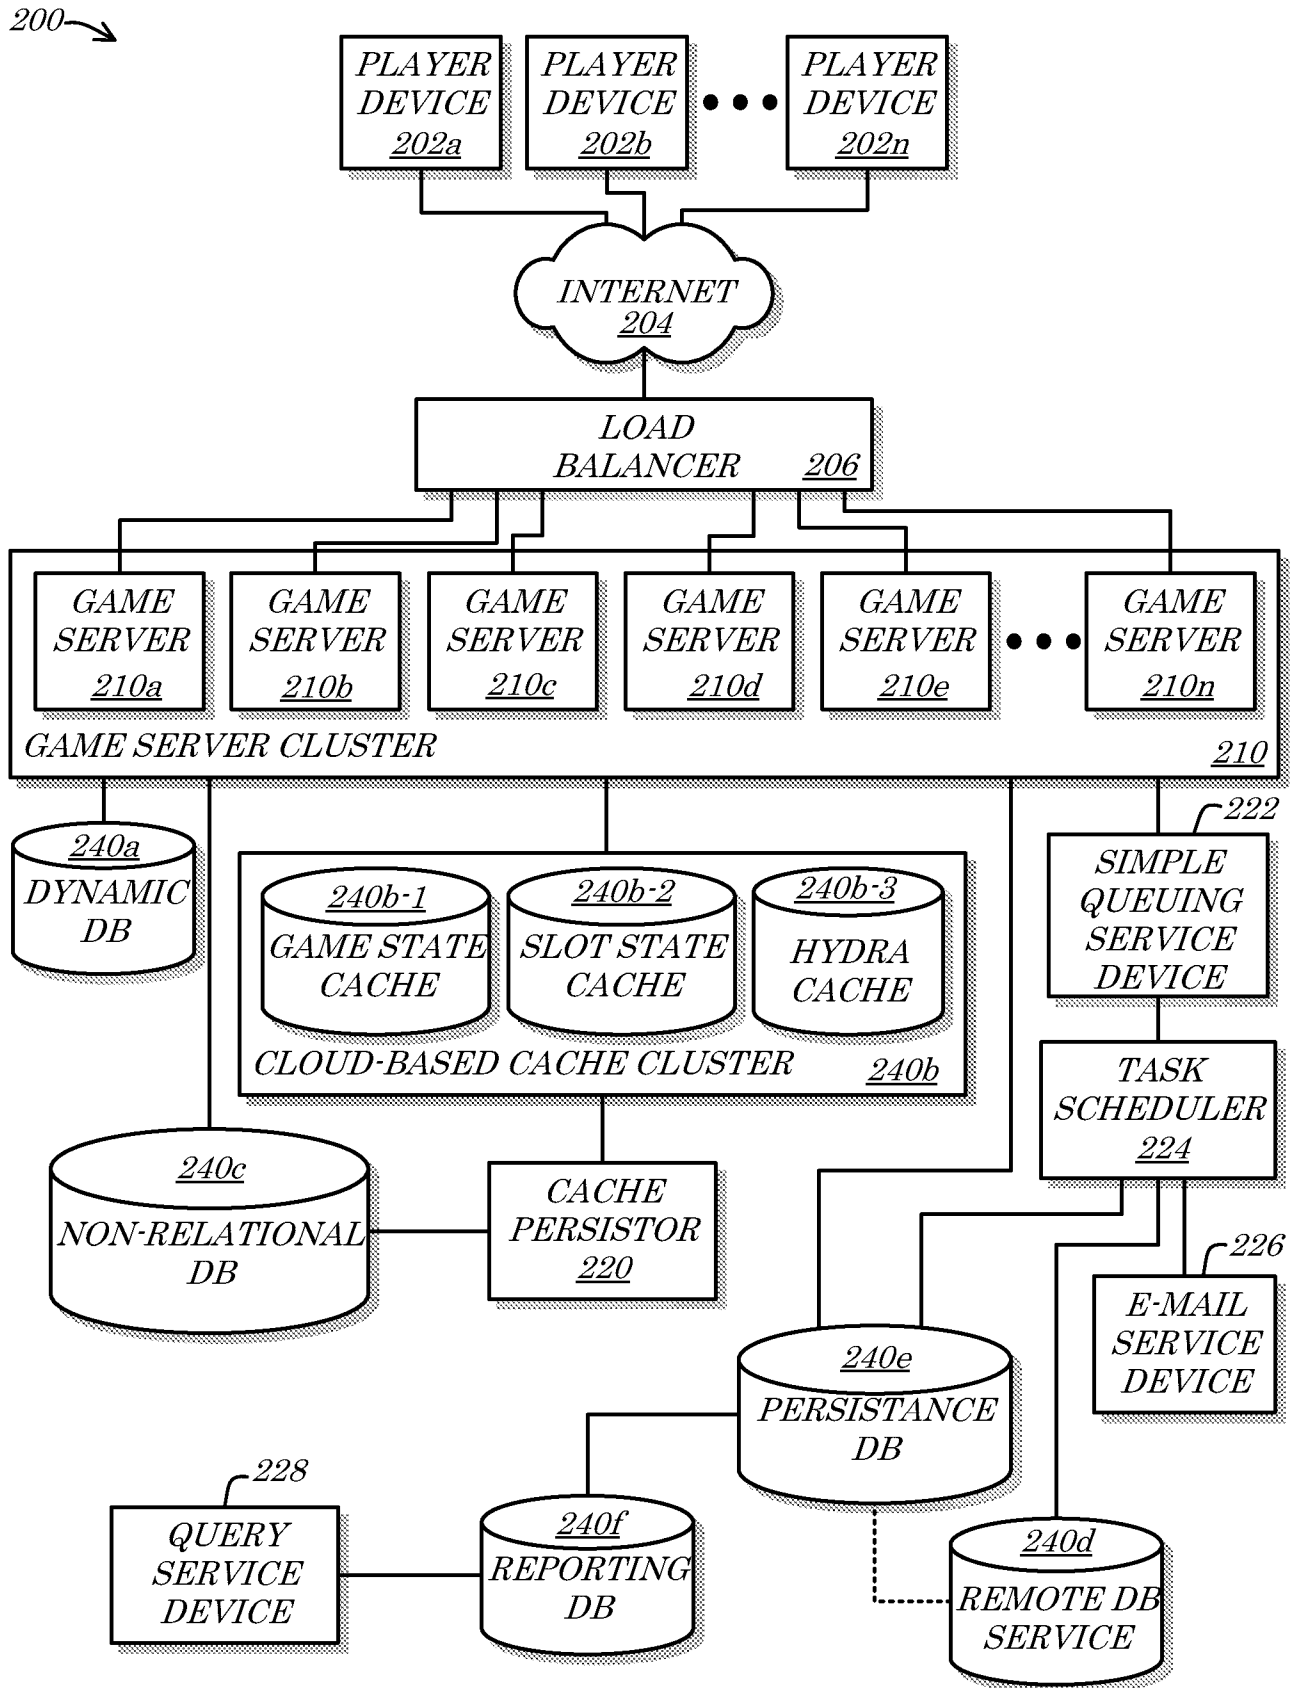 200
PLAYER
DEVICE
202a
PLAYER
DEVICE
202b
PLAYER
DEVICE
202n
INTERNET
204
LOAD
BALANCER
206
GAME
SERVER
210a
GAME
SERVER
210b
GAME
SERVER
210c
GAME
SERVER
210d
GAME
SERVER
210e
GAME
SERVER
210n
GAME SERVER CLUSTER
210
240a
DYNAMIC
DB
240b-1
GAME STATE
CACHE
240b-2
SLOT STATE
CACHE
240b-3
HYDRA
CACHE
CLOUD-BASED CACHE CLUSTER
240b
222
SIMPLE
QUEUING
SERVICE
DEVICE
TASK
SCHEDULER
224
240c
NON-RELATIONAL
DB
CACHE
PERSISTOR
220
226
E-MAIL
SERVICE
DEVICE
240e
PERSISTANCE
DB
228
QUERY
SERVICE
DEVICE
240f
REPORTING
DB
240d
REMOTE DB
SERVICE